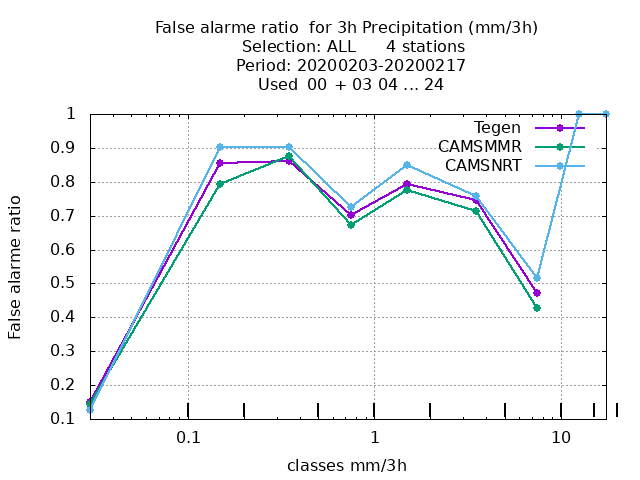 False alarme ratio  for 3h Precipitation (mm/3h)
Selection: ALL      4 stations
Period: 20200203-20200217
Used  00  + 03 04 ... 24
Tegen
CAMSMMR
CAMSNRT
1
0.9
0.8
0.7
0.6
0.5
0.4
0.3
0.2
0.1
False alarme ratio
0.1
1
10
classes mm/3h